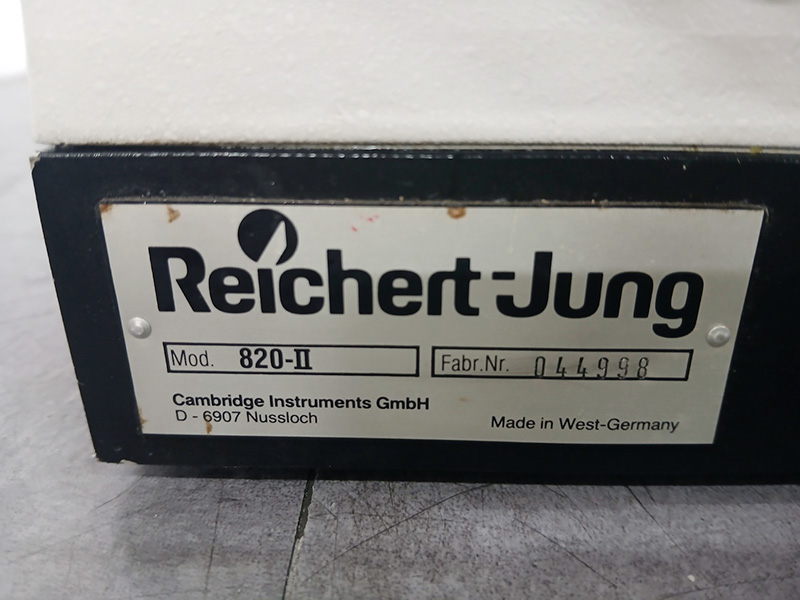 Reichert-Jung
Mod. 820-II Fabr.Nr. 044998
Cambridge Instruments GmbH
D - 6907 Nussloch
Made in West-Germany